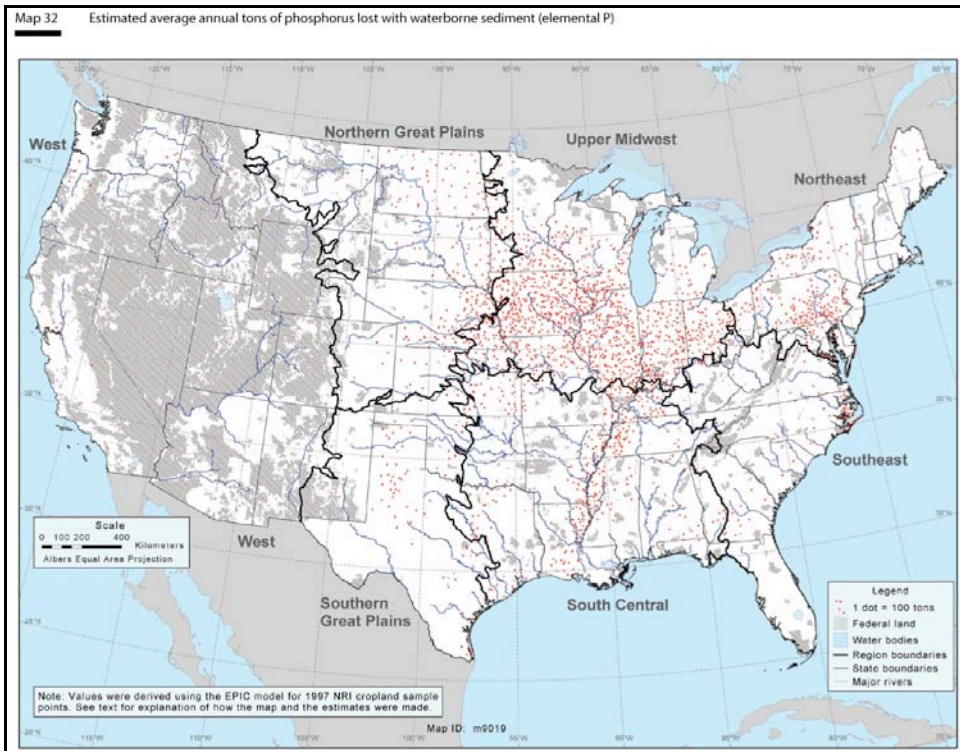 Map 32 Estimated average annual tons of phosphorus lost with waterborne sediment (elemental P)
West
Northern Great Plains
Upper Midwest
Northeast
Southeast
West
Southern
Great Plains
South Central
Scale
0 100 200 400
Kilometers
Albers Equal Area Projection
Legend
1 dot = 100 tons
Federal land
Water bodies
Region boundaries
State boundaries
Major rivers
Note: Values were derived using the EPIC model for 1997 NRI cropland sample
points. See text for explanation of how the map and the estimates were made.
Map ID: m9019